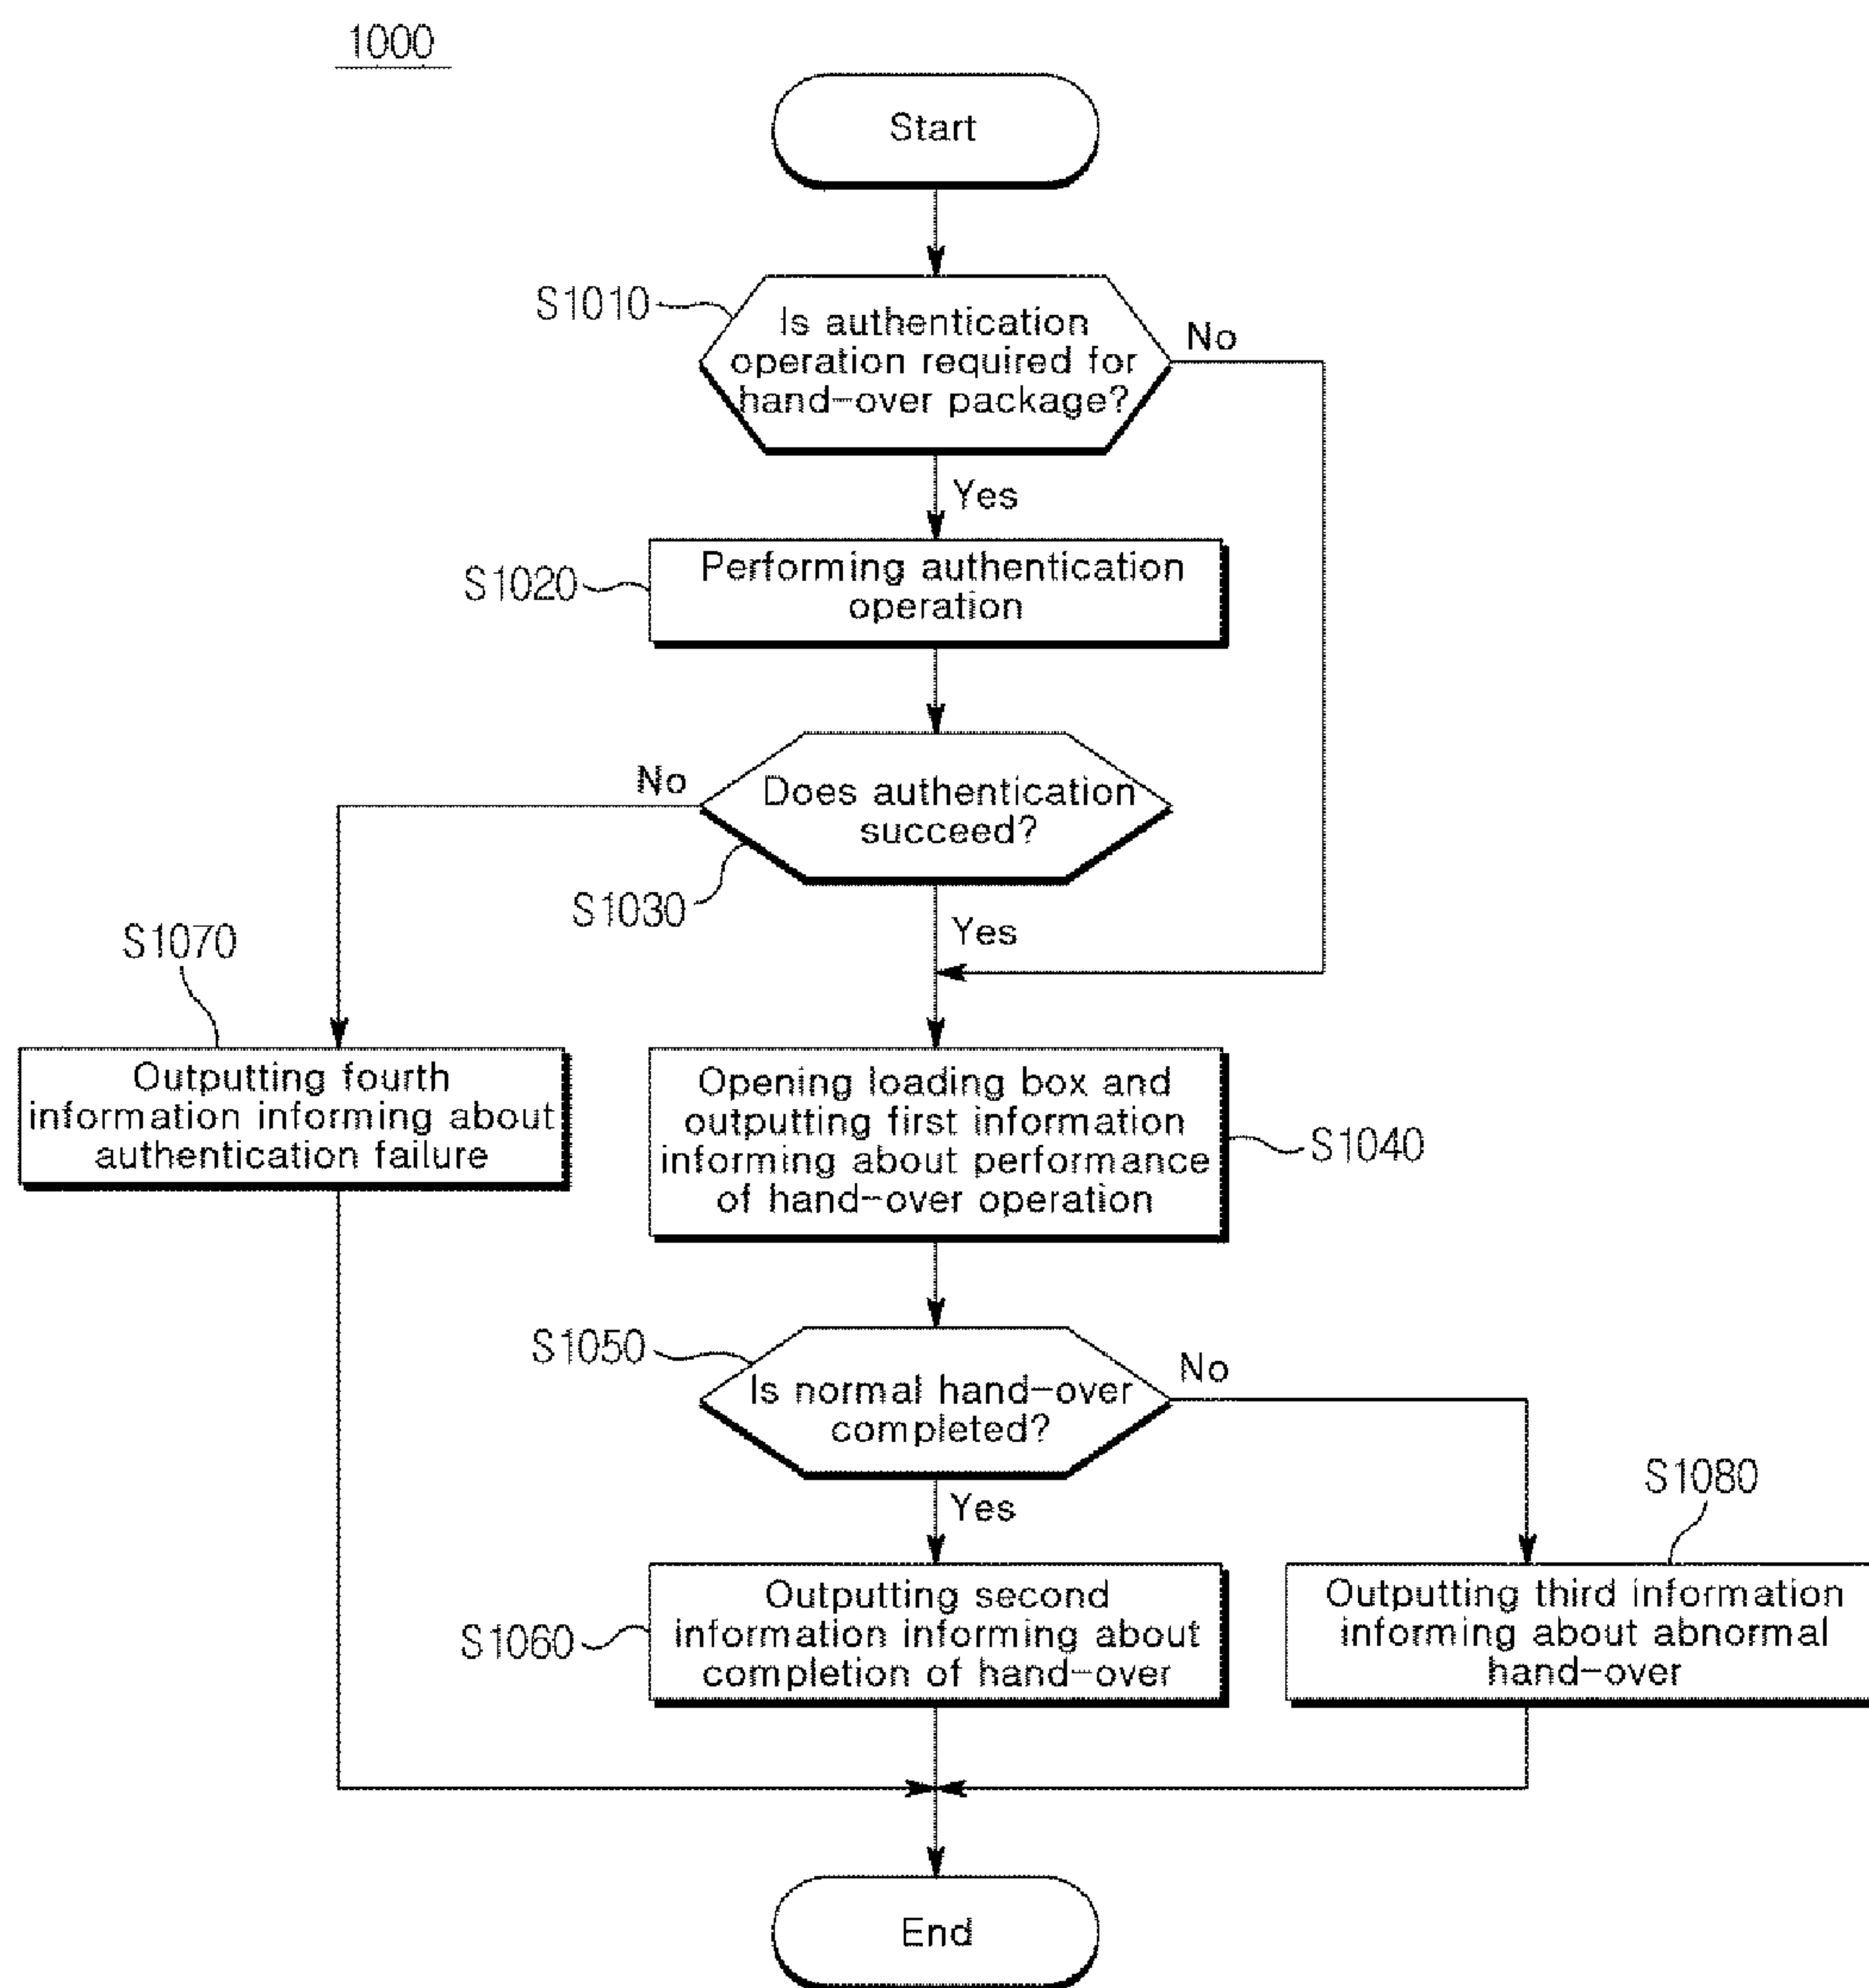 1000
Start
S1010
Is authentication
operation required for
hand-over package?
No
Yes
S1020
Performing authentication
operation
No
Does authentication
succeed?
S1030
Yes
S1070
Outputting fourth
information informing about
authentication failure
Opening loading box and
outputting first information
informing about performance
of hand-over operation
S1040
S1050
Is normal hand-over
completed?
No
Yes
S1080
S1060
Outputting second
information informing about
completion of hand-over
Outputting third information
informing about abnormal
hand-over
End